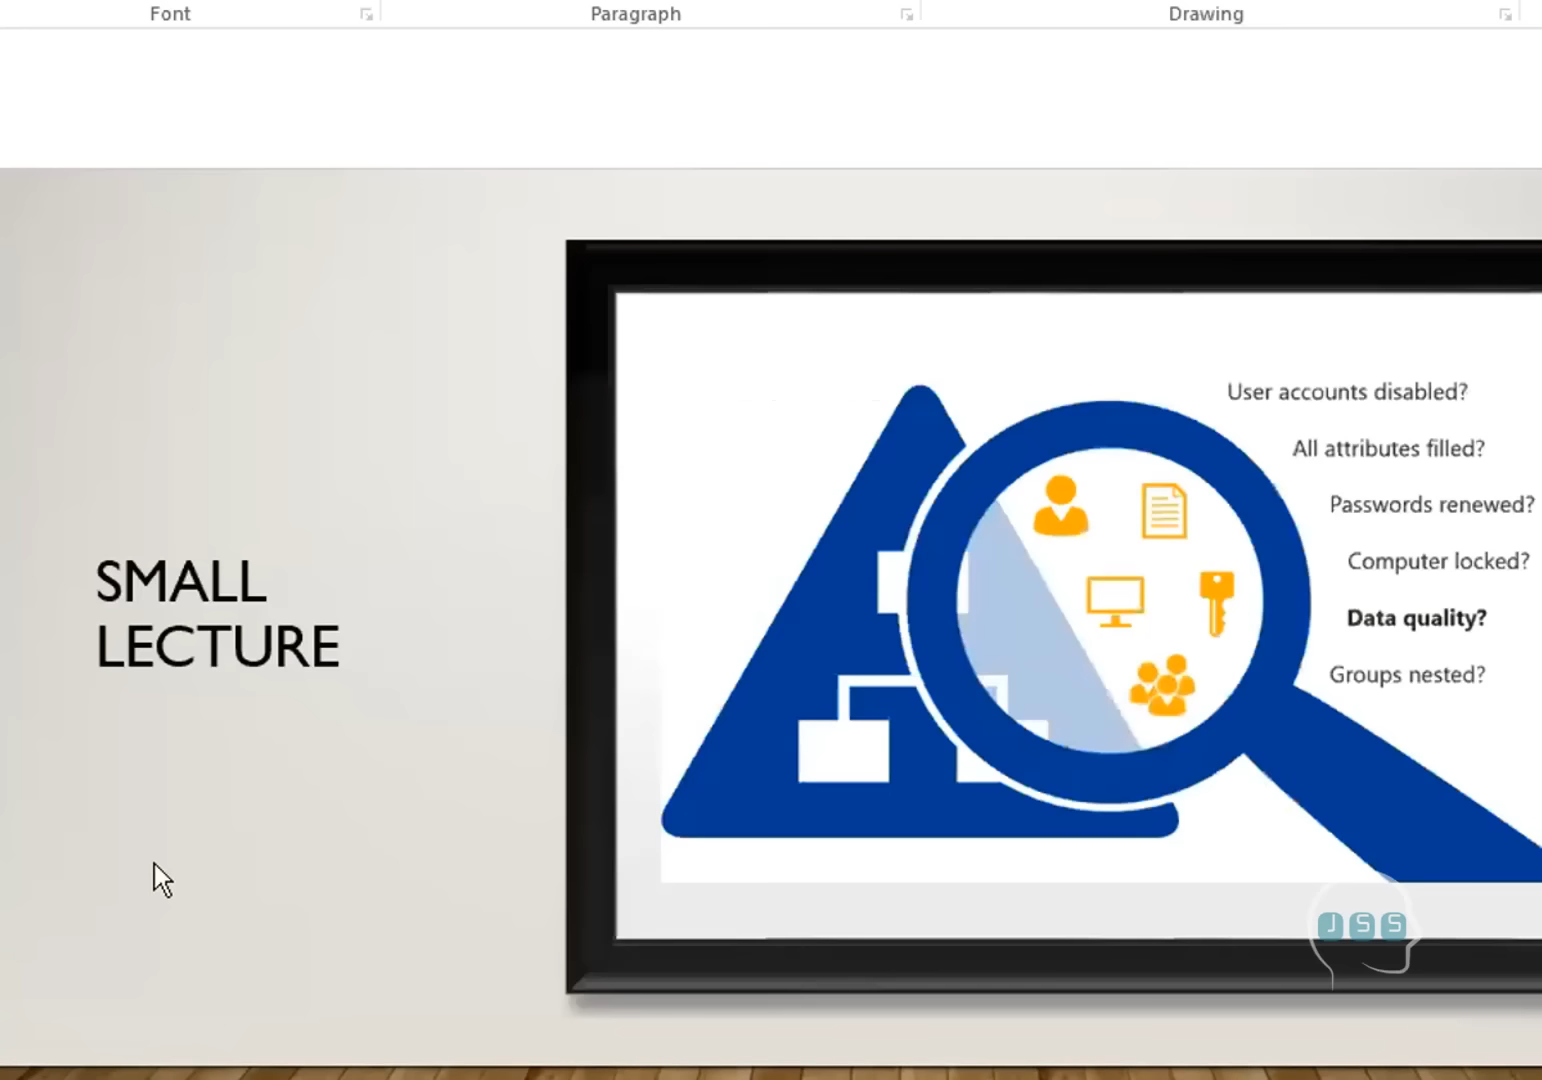 Font
Paragraph
Drawing
SMALL
LECTURE
User accounts disabled?
All attributes filled?
Passwords renewed?
Computer locked?
Data quality?
Groups nested?
JSS